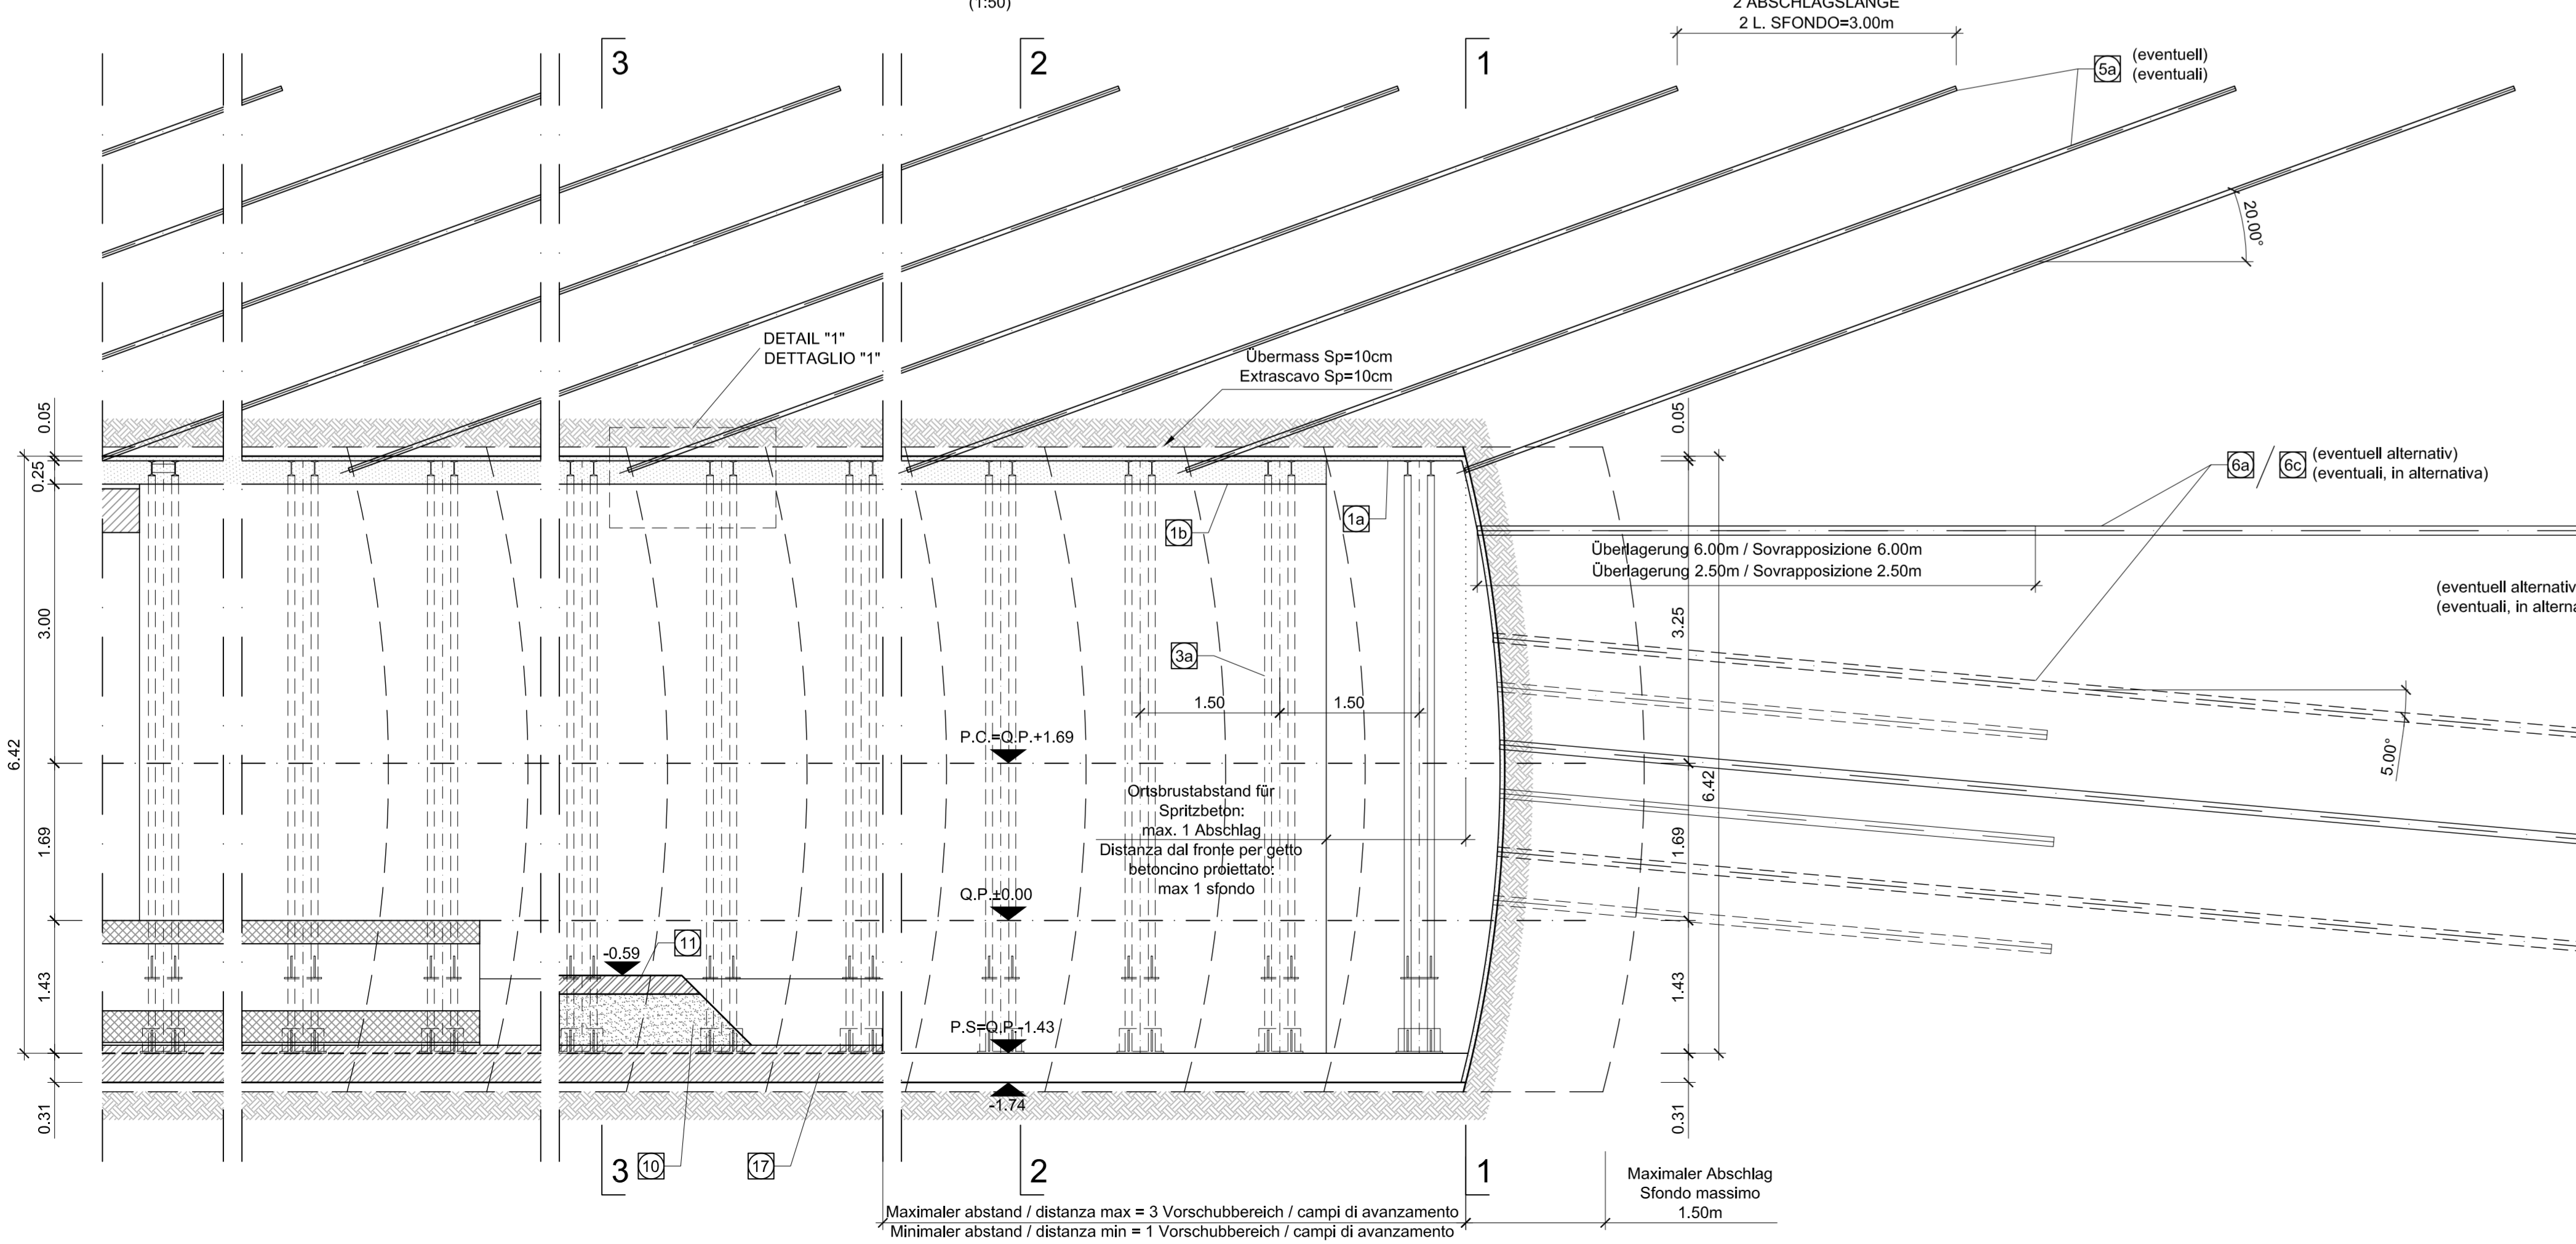 (1:50)
2 ABSCHLAGSLÄNGE
2 L. SFONDO=3.00m
3
2
1
5a
(eventuell)
(eventuali)
20.00°
DETAIL "1"
DETTAGLIO "1"
Übermass Sp=10cm
Extrascavo Sp=10cm
0.05
0.25
3.00
6.42
1.69
1.43
0.31
0.05
3.25
6.42
1.69
1.43
0.31
6a / 6c
(eventuell alternativ)
(eventuali, in alternativa)
1b
1a
Überlagerung 6.00m / Sovrapposizione 6.00m
Überlagerung 2.50m / Sovrapposizione 2.50m
(eventuell alternativ
(eventuali, in alterna
3a
1.50
1.50
P.C.=Q.P.+1.69
5.00°
Ortsbrustabstand für
Spritzbeton:
max. 1 Abschlag
Distanza dal fronte per getto
betoncino proiettato:
max 1 sfondo
Q.P.±0.00
-0.59
11
P.S=Q.P.-1.43
-1.74
3
10
17
2
1
Maximaler Abschlag
Sfondo massimo
1.50m
Maximaler abstand / distanza max = 3 Vorschubbereich / campi di avanzamento
Minimaler abstand / distanza min = 1 Vorschubbereich / campi di avanzamento